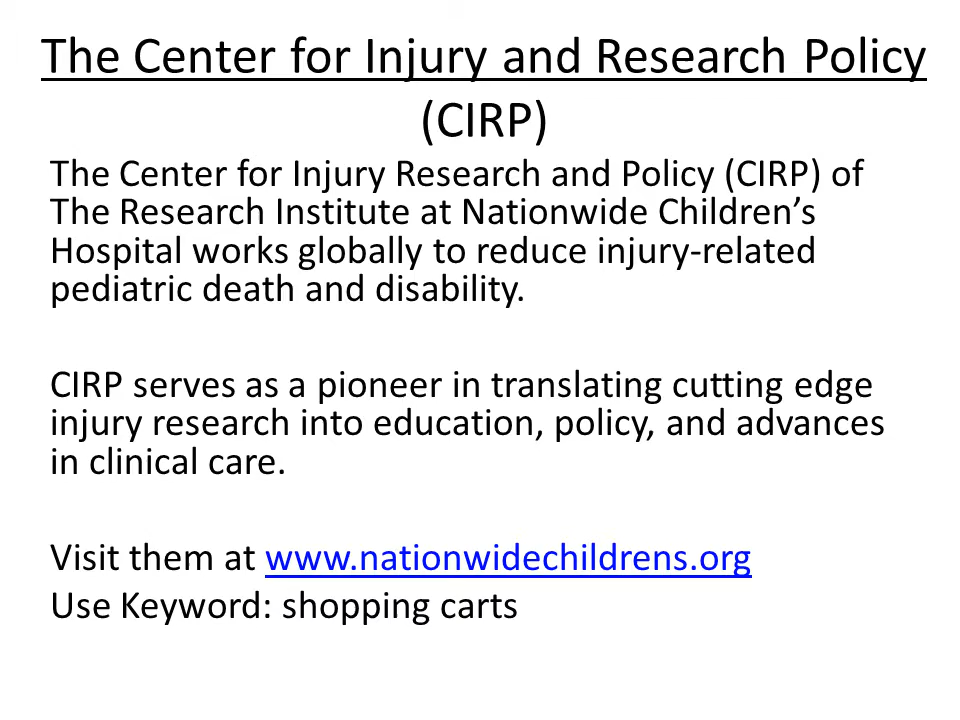 The Center for Injury and Research Policy
(CIRP)
The Center for Injury Research and Policy (CIRP) of
The Research Institute at Nationwide Children’s
Hospital works globally to reduce injury-related
pediatric death and disability.
CIRP serves as a pioneer in translating cutting edge
injury research into education, policy, and advances
in clinical care.
Visit them at www.nationwidechildrens.org
Use Keyword: shopping carts